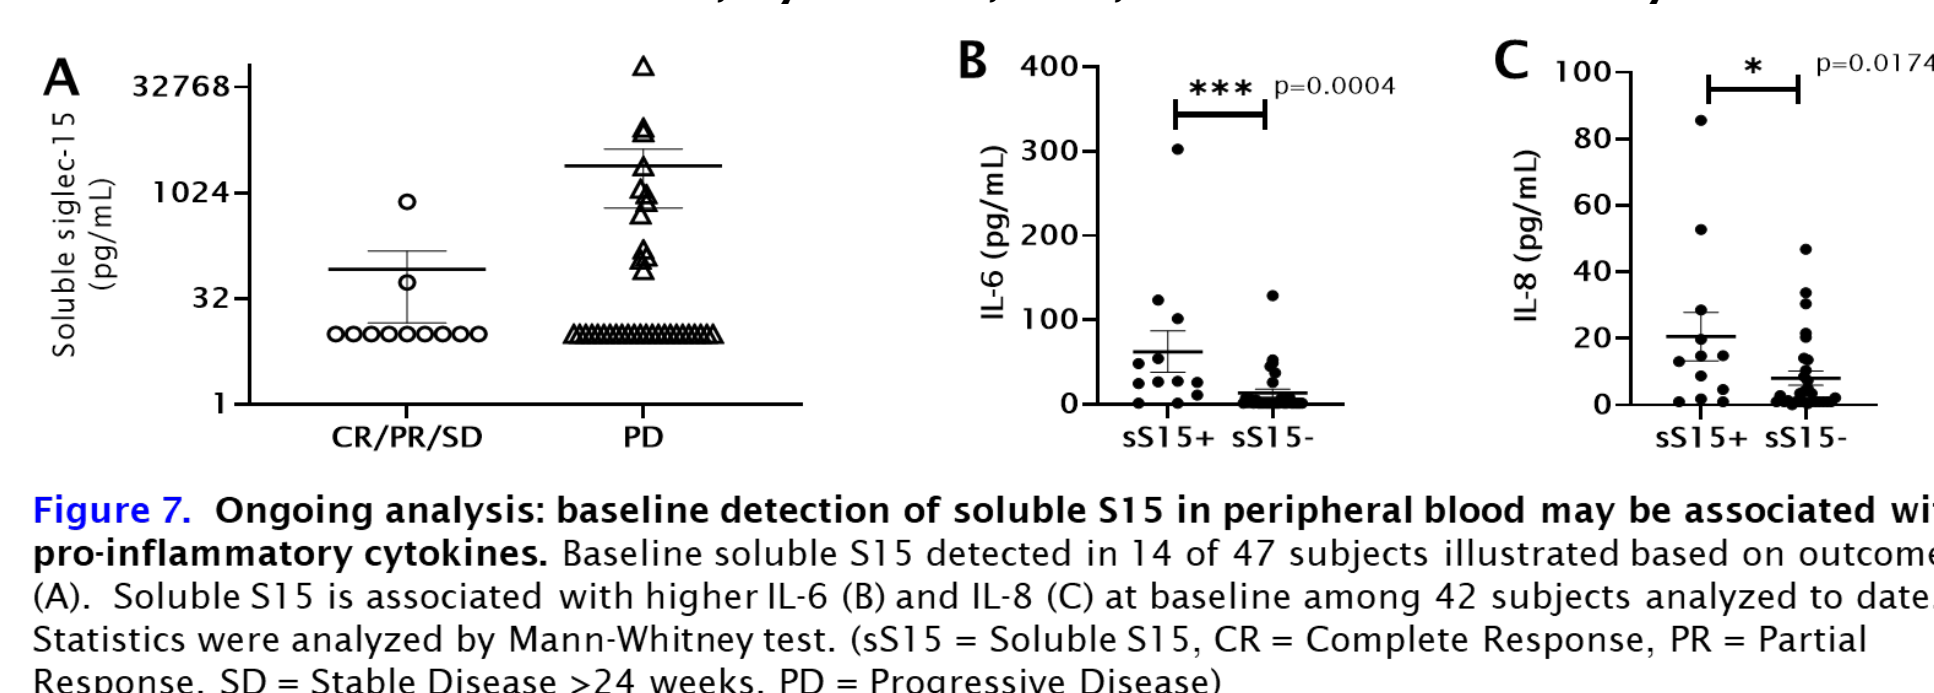 A
32768
1024
32
1
Soluble siglec-15
(pg/mL)
CR/PR/SD
PD
B
400
300
200
100
0
IL-6 (pg/mL)
*** p=0.0004
sS15+ sS15-
C
100
80
60
40
20
0
IL-8 (pg/mL)
* p=0.0174
sS15+ sS15-
Figure 7. Ongoing analysis: baseline detection of soluble S15 in peripheral blood may be associated wi
pro-inflammatory cytokines. Baseline soluble S15 detected in 14 of 47 subjects illustrated based on outcome
(A). Soluble S15 is associated with higher IL-6 (B) and IL-8 (C) at baseline among 42 subjects analyzed to date.
Statistics were analyzed by Mann-Whitney test. (sS15 = Soluble S15, CR = Complete Response, PR = Partial
Response, SD = Stable Disease >24 weeks, PD = Progressive Disease)